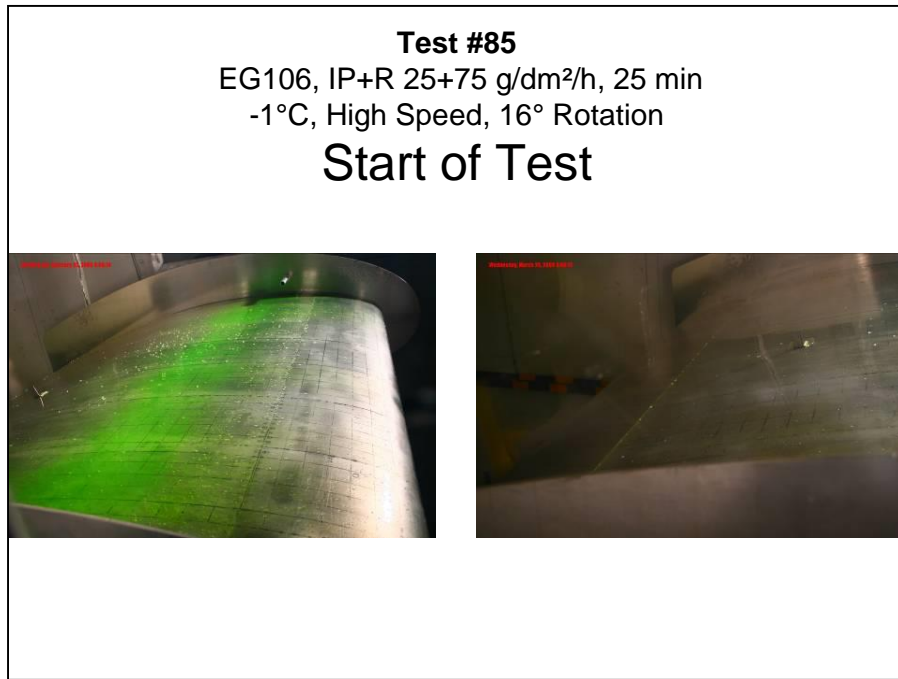 Test #85
EG106, IP+R 25+75 g/dm²/h, 25 min
-1°C, High Speed, 16° Rotation
Start of Test